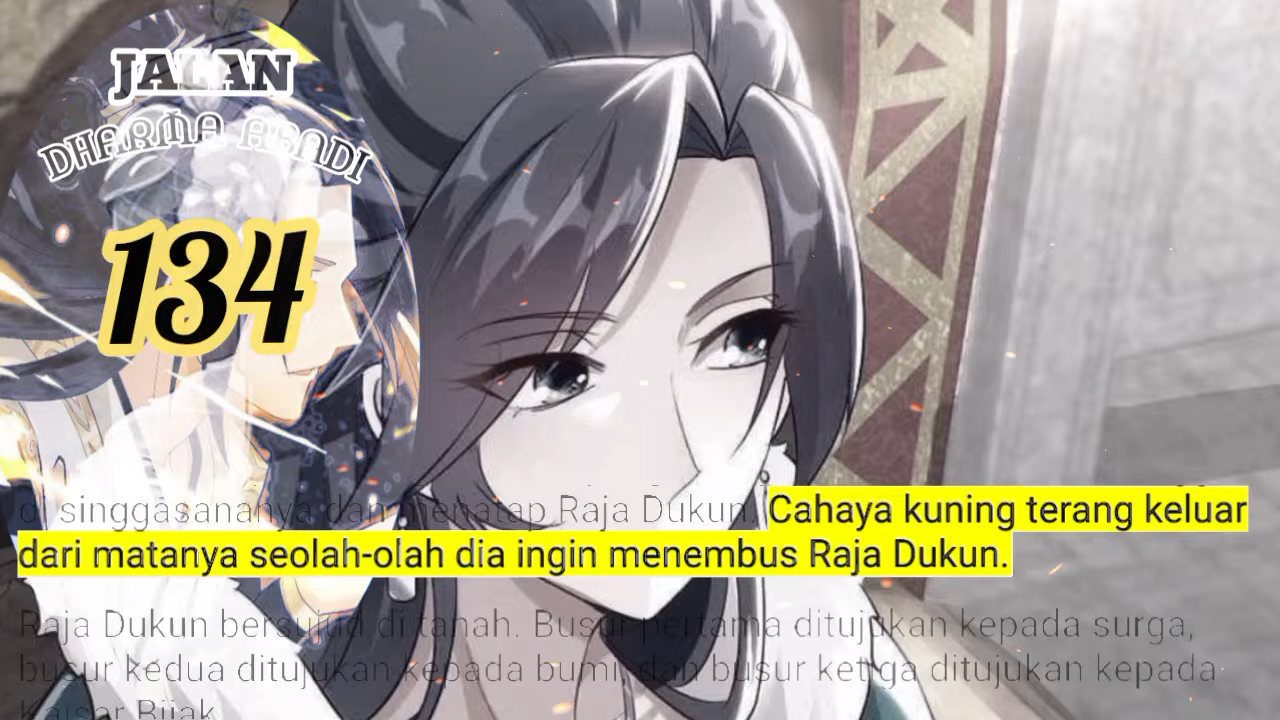 JALAN
DHARMA ABADI
134
di singgasananya dan menatap Raja Dukun. Cahaya kuning terang keluar
dari matanya seolah-olah dia ingin menembus Raja Dukun.
Raja Dukun bersujud di tanah. Busur pertama ditujukan kepada surga,
busur kedua ditujukan kepada bumi, dan busur ketiga ditujukan kepada
Kaisar Bijak